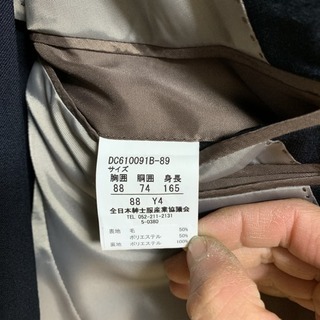 DC610091B-89
サイズ
胸囲 胴囲 身長
88 74 165
88 Y4
全日本紳士服産業協議会
TEL 052-211-2131
S-0380
表地 毛 50%
ポリエステル 50%
裏地 ポリエステル 100%